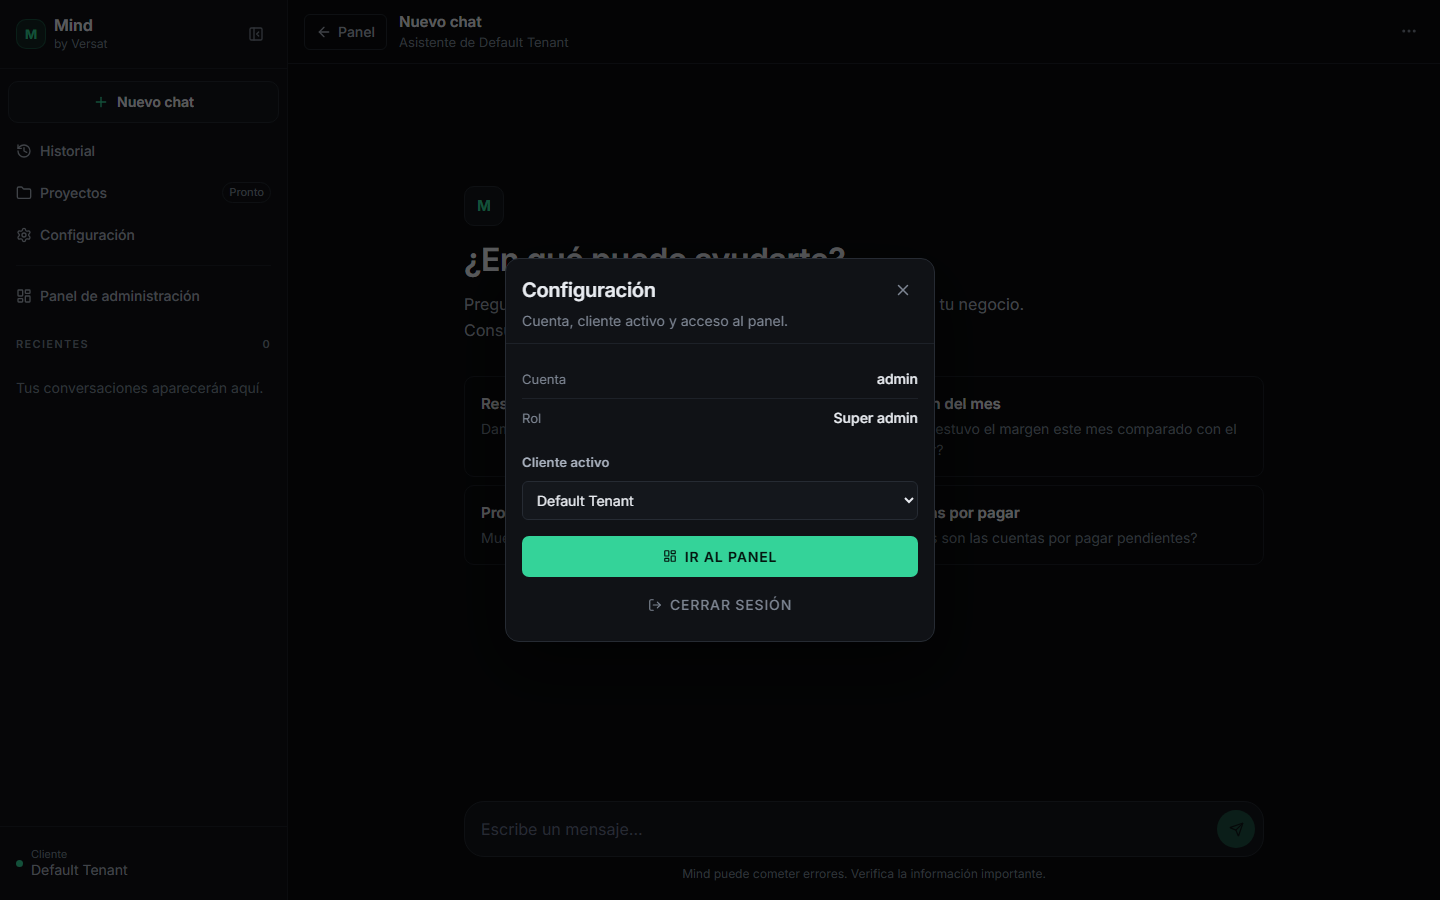 M
Mind
by Versat
Nuevo chat
Historial
Proyectos
Pronto
Configuración
Panel de administración
RECIENTES
0
Tus conversaciones aparecerán aquí.
Cliente
Default Tenant
Panel
Nuevo chat
Asistente de Default Tenant
M
tu negocio.
del mes
el margen este mes comparado con el
por pagar
son las cuentas por pagar pendientes?
Configuración
Cuenta, cliente activo y acceso al panel.
Cuenta
admin
Rol
Super admin
Cliente activo
Default Tenant
IR AL PANEL
CERRAR SESIÓN
Escribe un mensaje...
Mind puede cometer errores. Verifica la información importante.